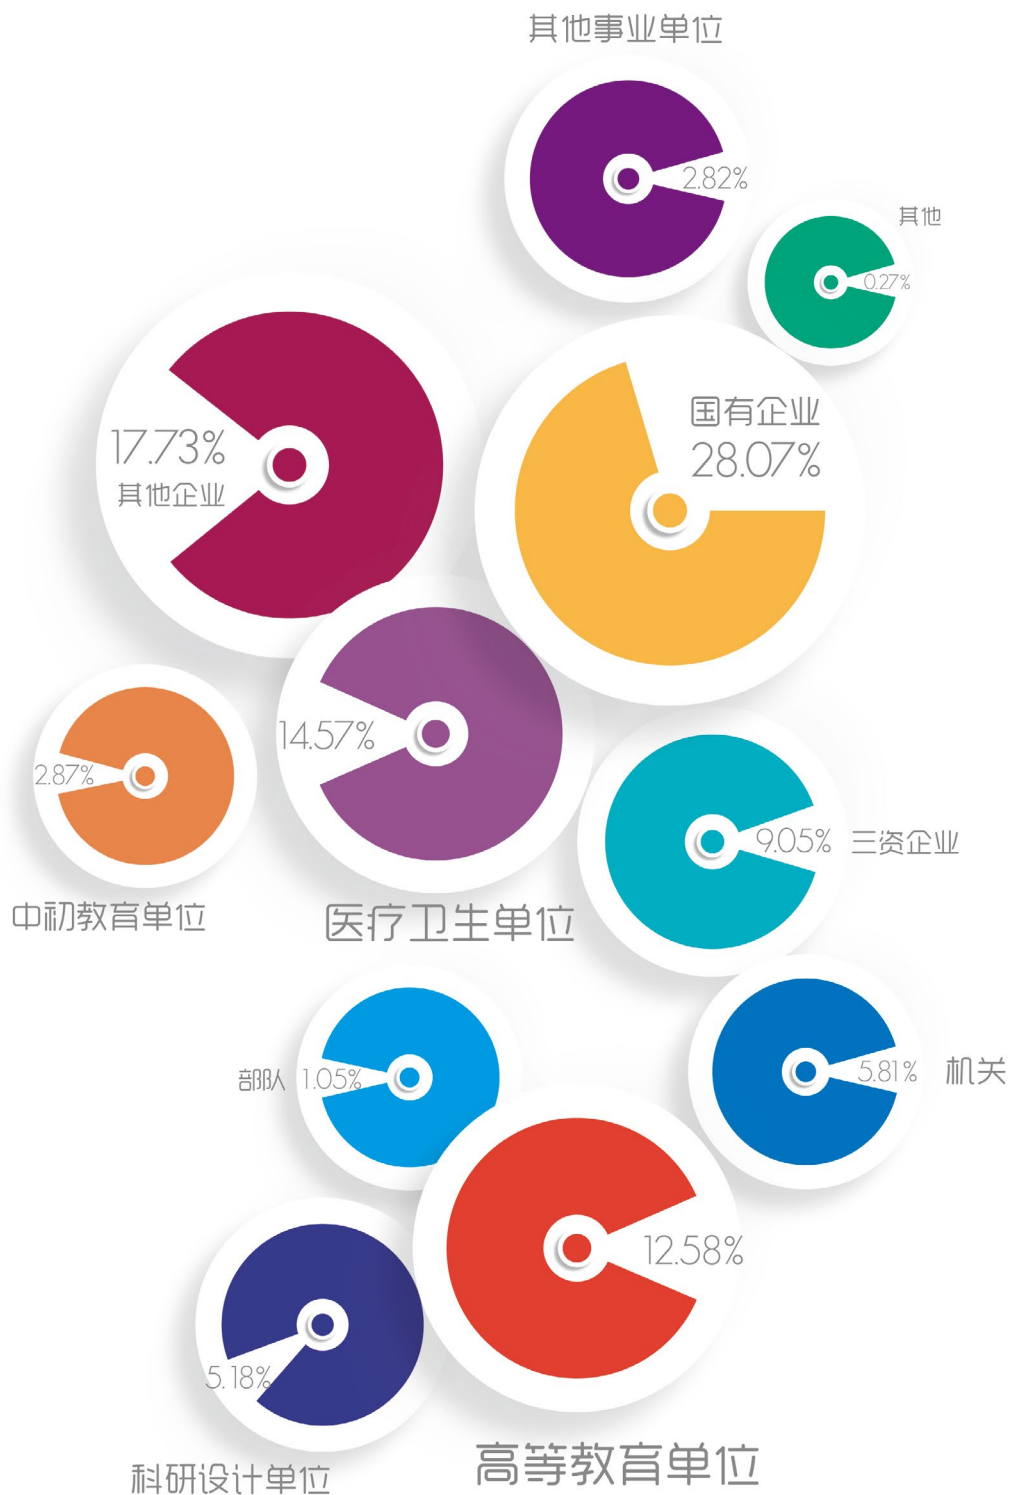 其他事业单位
2.82%
其他
0.27%
国有企业
28.07%
17.73%
其他企业
14.57%
医疗卫生单位
2.87%
中初教育单位
9.05%
三资企业
5.81%
机关
部队
1.05%
12.58%
高等教育单位
5.18%
科研设计单位